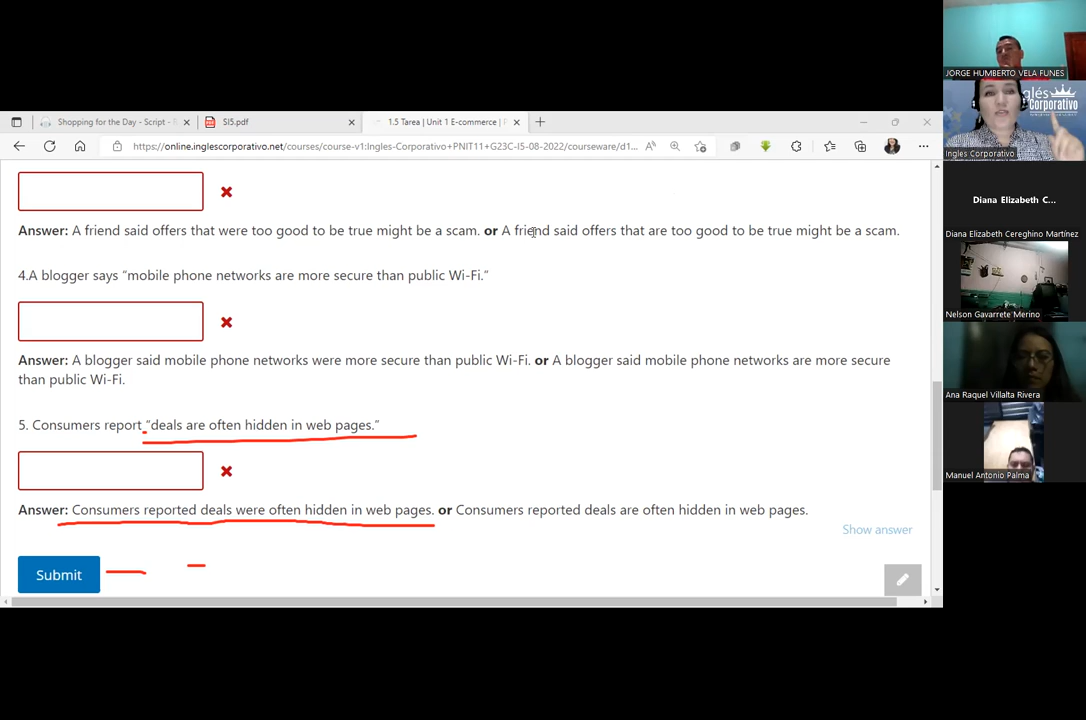 Shopping for the Day - Script - R
SI5.pdf
1.5 Tarea | Unit 1 E-commerce | P
https://online.inglescorporativo.net/courses/course-v1:Ingles-Corporativo+PNIT11+G23C-I5-08-2022/courseware/d1...
Answer: A friend said offers that were too good to be true might be a scam. or A friend said offers that are too good to be true might be a scam.
4.A blogger says “mobile phone networks are more secure than public Wi-Fi.”
Answer: A blogger said mobile phone networks were more secure than public Wi-Fi. or A blogger said mobile phone networks are more secure
than public Wi-Fi.
5. Consumers report “deals are often hidden in web pages.”
Answer: Consumers reported deals were often hidden in web pages. or Consumers reported deals are often hidden in web pages.
Show answer
Submit
JORGE HUMBERTO VELA FUNES
glés
Corporativo
Ingles Corporativo
Diana Elizabeth C...
Diana Elizabeth Cereghino Martínez
Nelson Gavarrete Merino
Ana Raquel Villalta Rivera
Manuel Antonio Palma